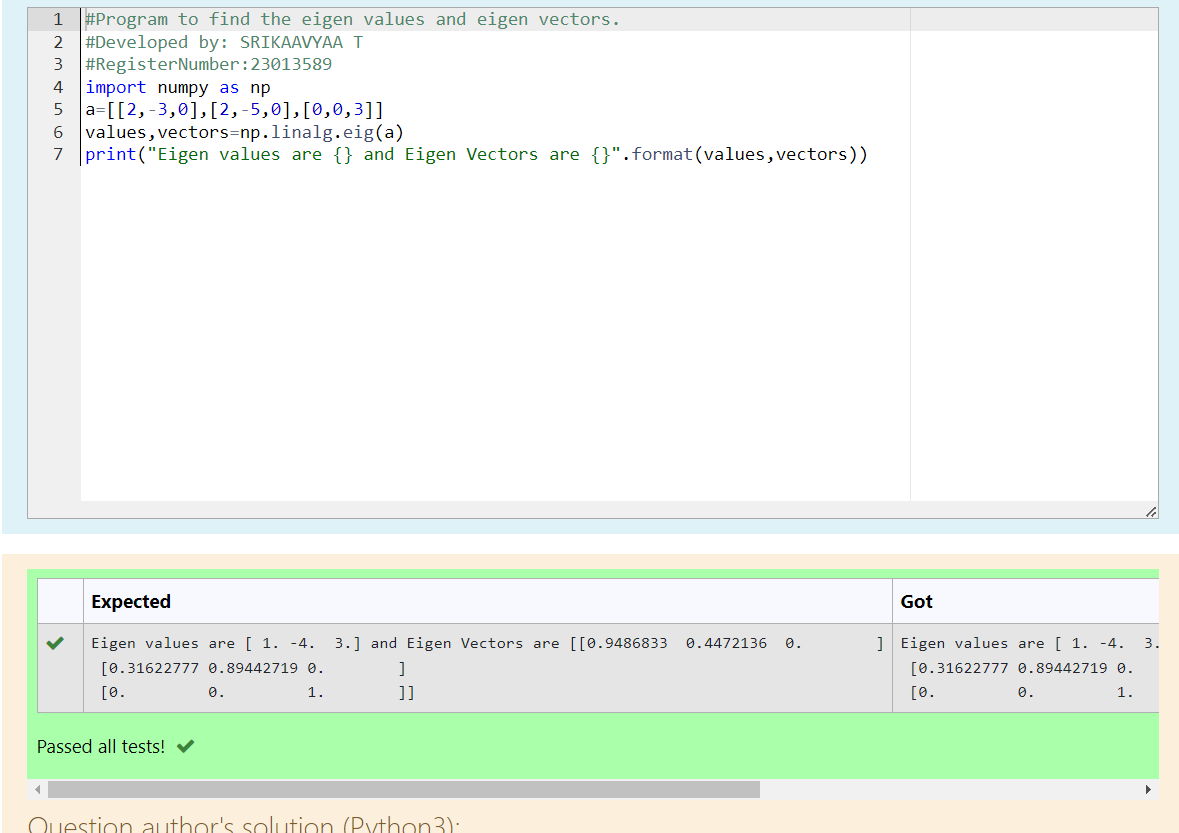 1 #Program to find the eigen values and eigen vectors.
2 #Developed by: SRIKAAVYAA T
3 #RegisterNumber:23013589
4 import numpy as np
5 a=[[2,-3,0],[2,-5,0],[0,0,3]]
6 values,vectors=np.linalg.eig(a)
7 print("Eigen values are {} and Eigen Vectors are {}".format(values,vectors))
Expected Got
Eigen values are [ 1. -4.  3.] and Eigen Vectors are [[0.9486833  0.4472136  0.        ] Eigen values are [ 1. -4.  3.
[0.31622777 0.89442719 0.        ] [0.31622777 0.89442719 0.
[0.         0.         1.        ]] [0.         0.         1.
Passed all tests!
Question author's solution (Python3):